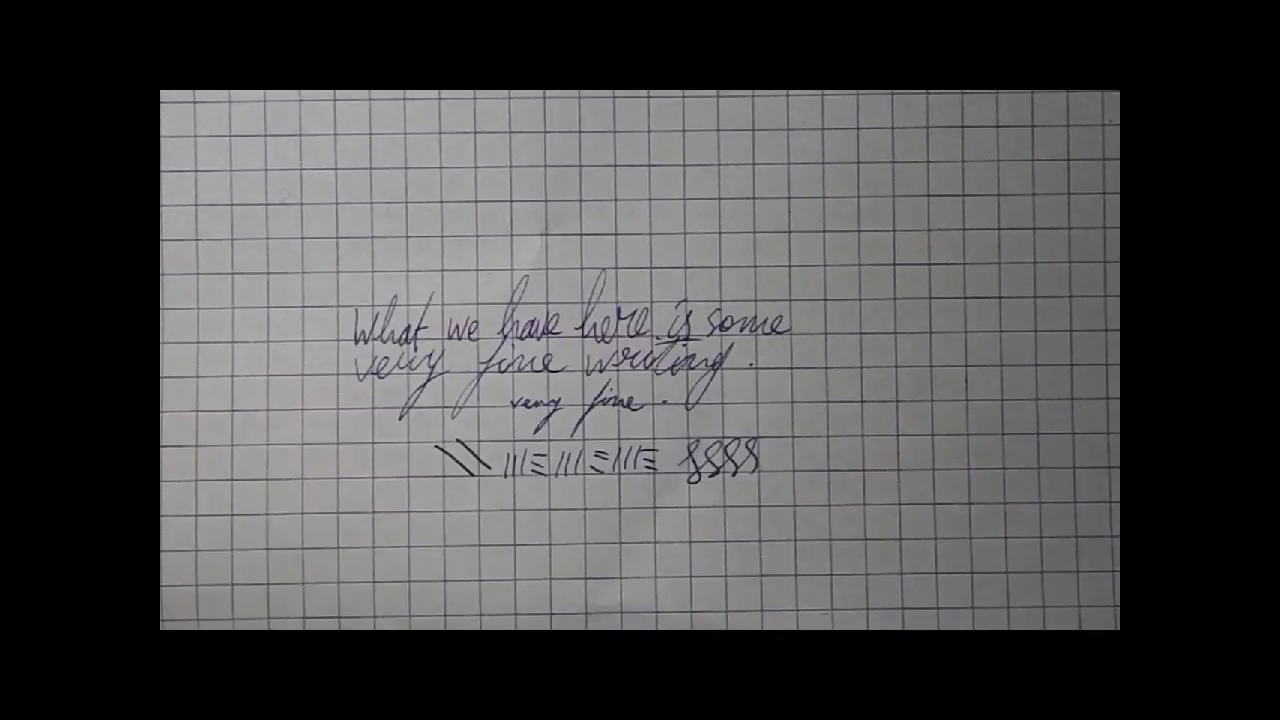 What we have here is some
very fine writing.
very fine.